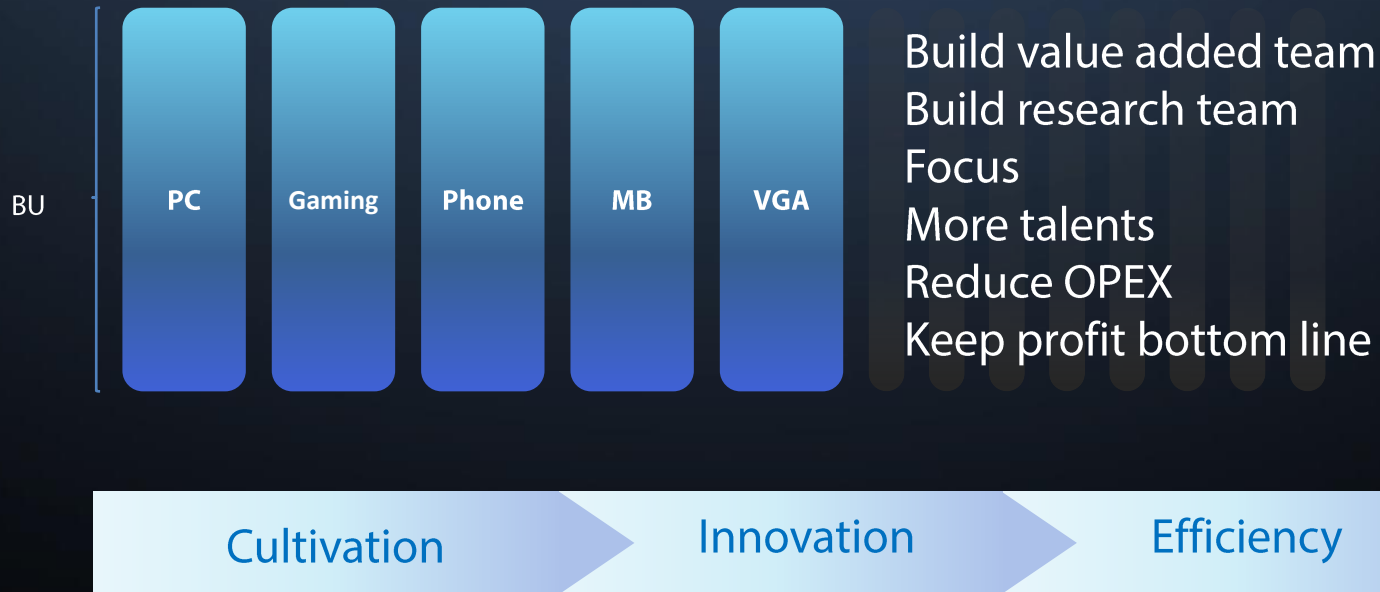 BU
PC
Gaming
Phone
MB
VGA
Build value added team
Build research team
Focus
More talents
Reduce OPEX
Keep profit bottom line
Cultivation
Innovation
Efficiency